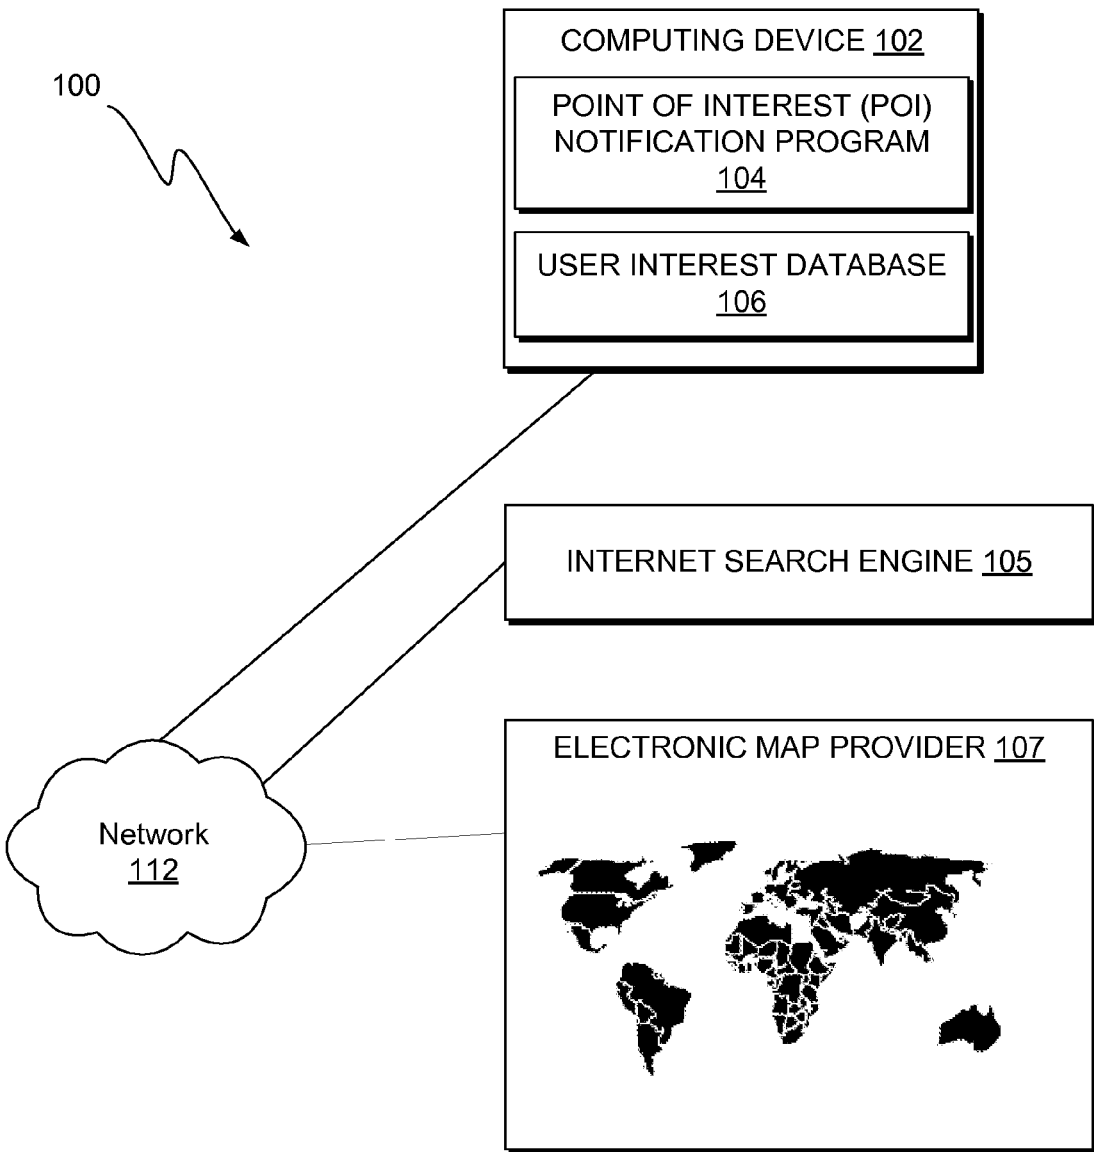 COMPUTING DEVICE 102
100
POINT OF INTEREST (POI)
NOTIFICATION PROGRAM
104
USER INTEREST DATABASE
106
INTERNET SEARCH ENGINE 105
ELECTRONIC MAP PROVIDER 107
Network
112